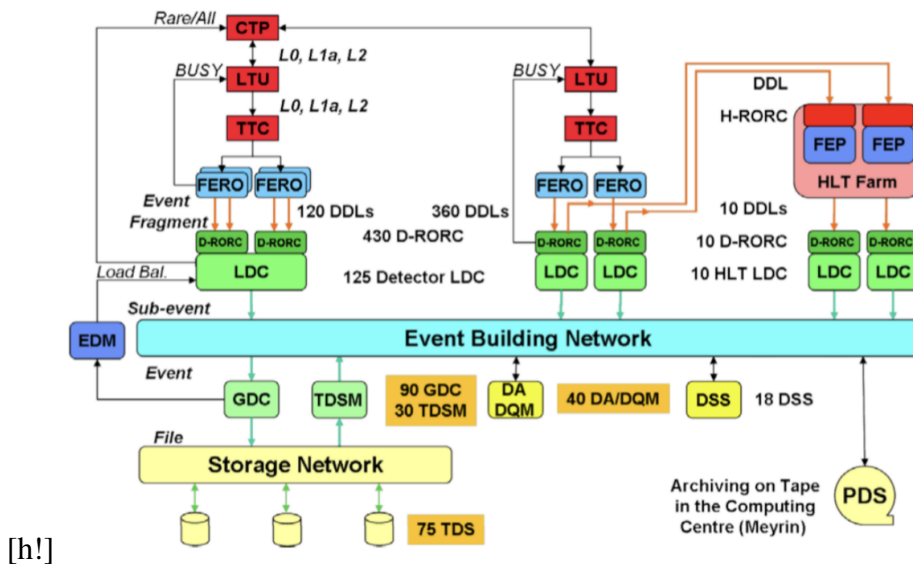 Rare/All
CTP
L0, L1a, L2
BUSY
LTU
BUSY
LTU
DDL
L0, L1a, L2
H-RORC
TTC
TTC
FEP
FEP
HLT Farm
FERO
FERO
FERO
FERO
Event
Fragment
120 DDLs
360 DDLs
10 DDLs
D-RORC
D-RORC
430 D-RORC
D-RORC
D-RORC
10 D-RORC
D-RORC
D-RORC
Load Bal.
LDC
125 Detector LDC
LDC
LDC
10 HLT LDC
LDC
LDC
Sub-event
EDM
Event Building Network
Event
GDC
TDSM
90 GDC
30 TDSM
DA
DQM
40 DA/DQM
DSS
18 DSS
File
Storage Network
Archiving on Tape
in the Computing
Centre (Meyrin)
PDS
75 TDS
[h!]